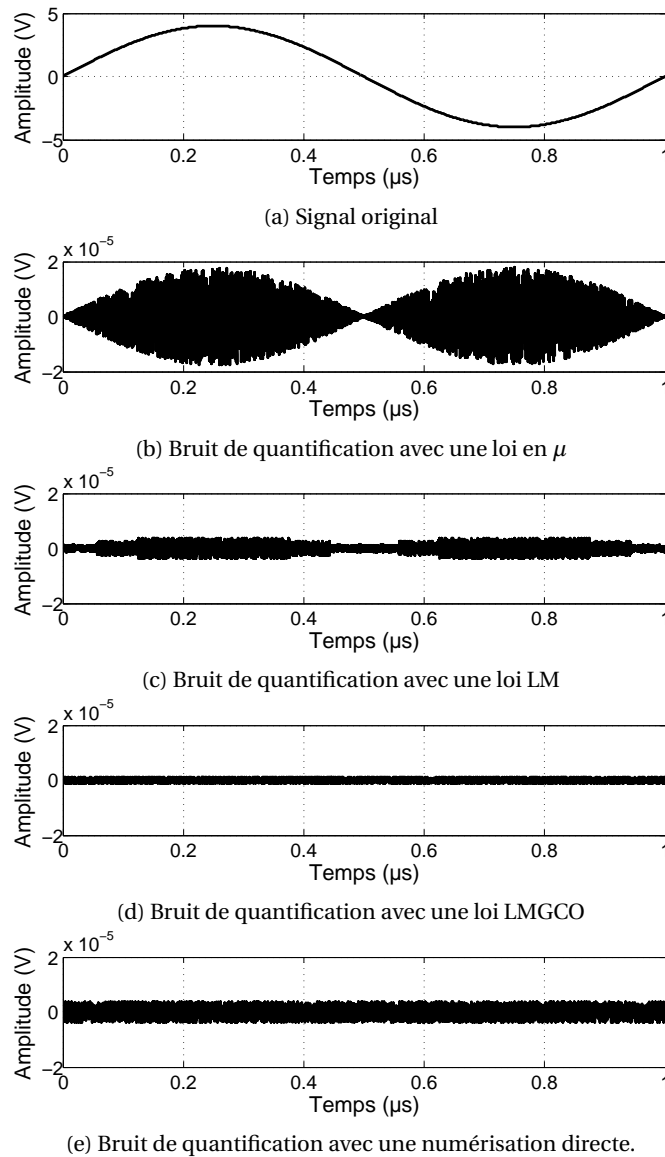 5
0
−5
Amplitude (V)
0 0.2 0.4 0.6 0.8 1
Temps (µs)
(a) Signal original
x 10⁻⁵
2
0
−2
Amplitude (V)
0 0.2 0.4 0.6 0.8 1
Temps (µs)
(b) Bruit de quantification avec une loi en μ
x 10⁻⁵
2
0
−2
Amplitude (V)
0 0.2 0.4 0.6 0.8 1
Temps (µs)
(c) Bruit de quantification avec une loi LM
x 10⁻⁵
2
0
−2
Amplitude (V)
0 0.2 0.4 0.6 0.8 1
Temps (µs)
(d) Bruit de quantification avec une loi LMGCO
x 10⁻⁵
2
0
−2
Amplitude (V)
0 0.2 0.4 0.6 0.8 1
Temps (µs)
(e) Bruit de quantification avec une numérisation directe.